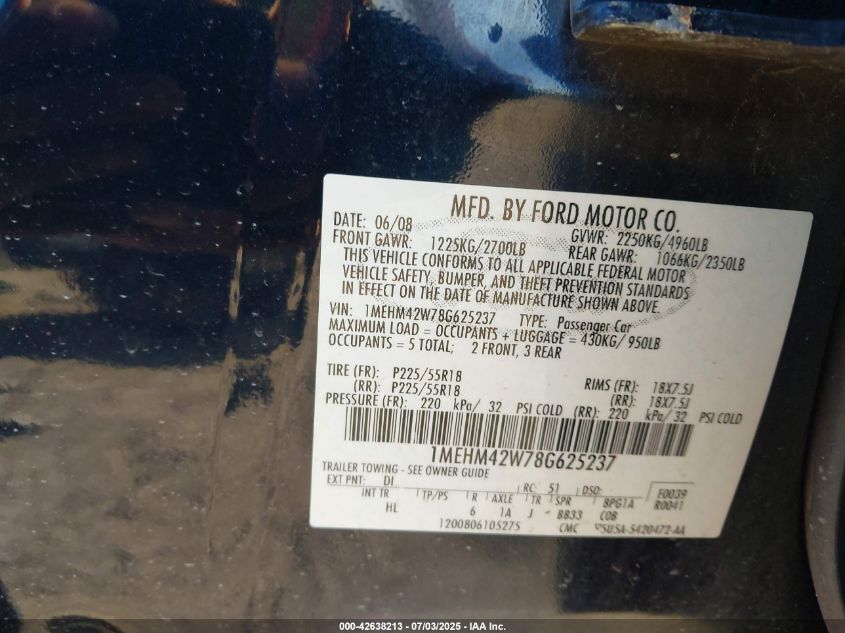 MFD. BY FORD MOTOR CO.
DATE: 06/08 GVWR: 2250KG/4960LB
FRONT GAWR: 1225KG/2700LB REAR GAWR: 1066KG/2350LB
THIS VEHICLE CONFORMS TO ALL APPLICABLE FEDERAL MOTOR
VEHICLE SAFETY, BUMPER, AND THEFT PREVENTION STANDARDS
IN EFFECT ON THE DATE OF MANUFACTURE SHOWN ABOVE.
VIN: 1MEHM42W78G625237 TYPE: Passenger Car
MAXIMUM LOAD = OCCUPANTS + LUGGAGE = 430KG/ 950LB
OCCUPANTS = 5 TOTAL; 2 FRONT, 3 REAR
TIRE (FR): P225/55R18 RIMS (FR): 18X7.5J
(RR): P225/55R18 (RR): 18X7.5J
PRESSURE (FR): 220 kPa/ 32 PSI COLD (RR): 220 kPa/ 32 PSI COLD
1MEHM42W78G625237
TRAILER TOWING - SEE OWNER GUIDE
EXT PNT: DI RC: 51 DSO: F0039
INT TR TP/PS R AXLE TR SPR 8PG1A R0041
HL 6 1A J BB33 C08
1200806105275 CMC 5U5A-5420472-AA
000-42638213 - 07/03/2025 - IAA Inc.